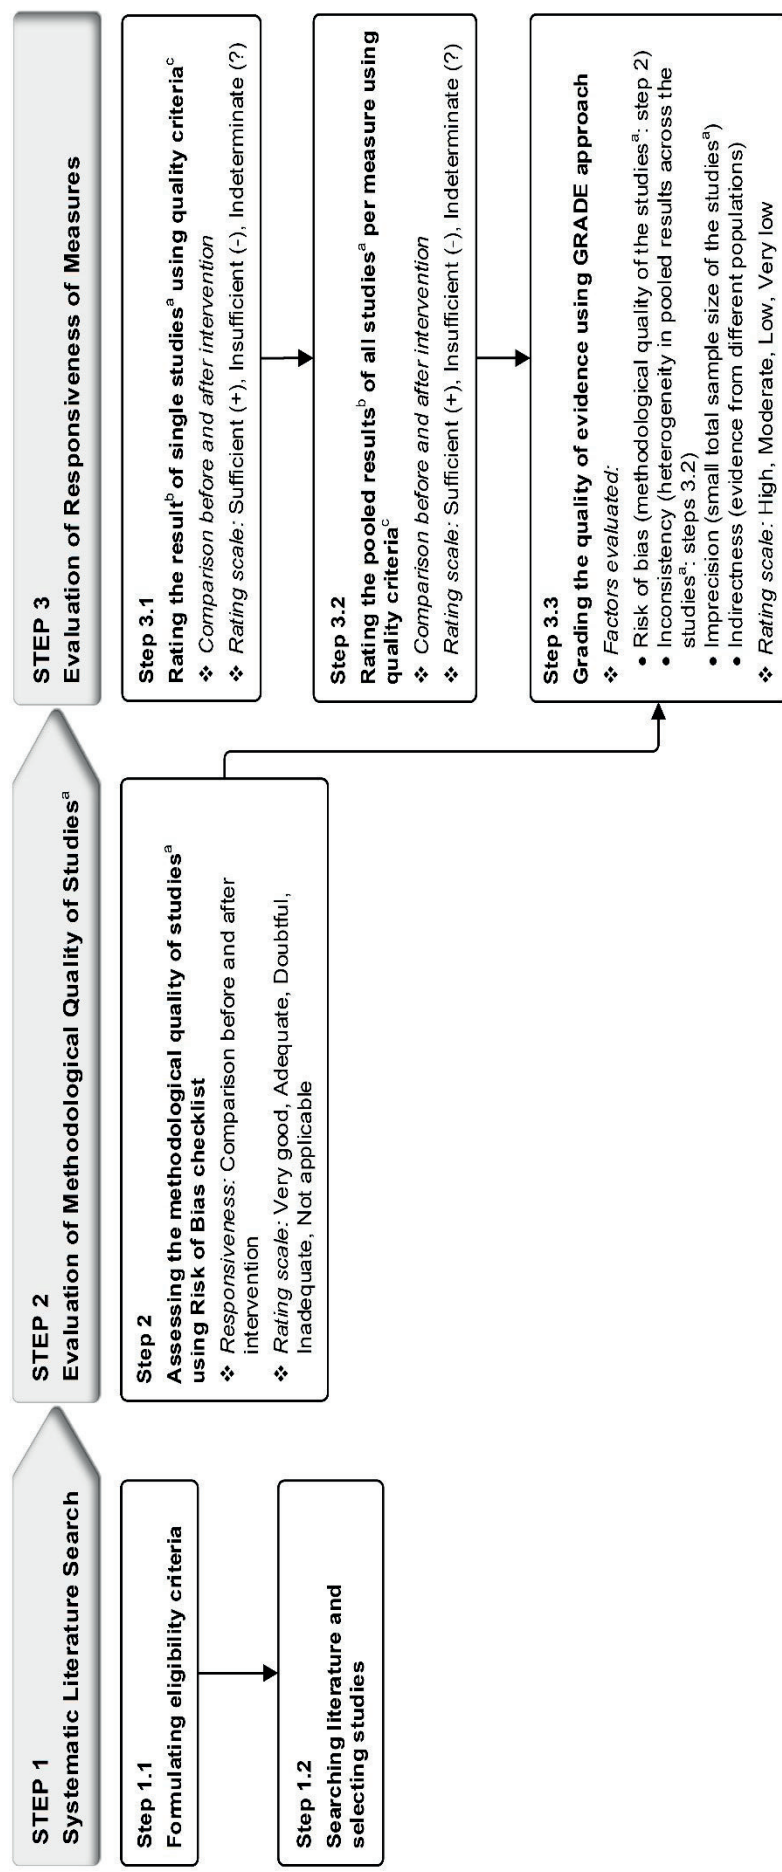 STEP 1
Systematic Literature Search
Step 1.1
Formulating eligibility criteria
Step 1.2
Searching literature and
selecting studies
STEP 2
Evaluation of Methodological Quality of Studiesᵃ
Step 2
Assessing the methodological quality of studiesᵃ
using Risk of Bias checklist
❖ Responsiveness: Comparison before and after
intervention
❖ Rating scale: Very good, Adequate, Doubtful,
Inadequate, Not applicable
STEP 3
Evaluation of Responsiveness of Measures
Step 3.1
Rating the resultᵇ of single studiesᵃ using quality criteriaᶜ
❖ Comparison before and after intervention
❖ Rating scale: Sufficient (+), Insufficient (-), Indeterminate (?)
Step 3.2
Rating the pooled resultsᵇ of all studiesᵃ per measure using
quality criteriaᶜ
❖ Comparison before and after intervention
❖ Rating scale: Sufficient (+), Insufficient (-), Indeterminate (?)
Step 3.3
Grading the quality of evidence using GRADE approach
❖ Factors evaluated:
• Risk of bias (methodological quality of the studiesᵃ: step 2)
• Inconsistency (heterogeneity in pooled results across the
studiesᵃ: steps 3.2)
• Imprecision (small total sample size of the studiesᵃ)
• Indirectness (evidence from different populations)
❖ Rating scale: High, Moderate, Low, Very low